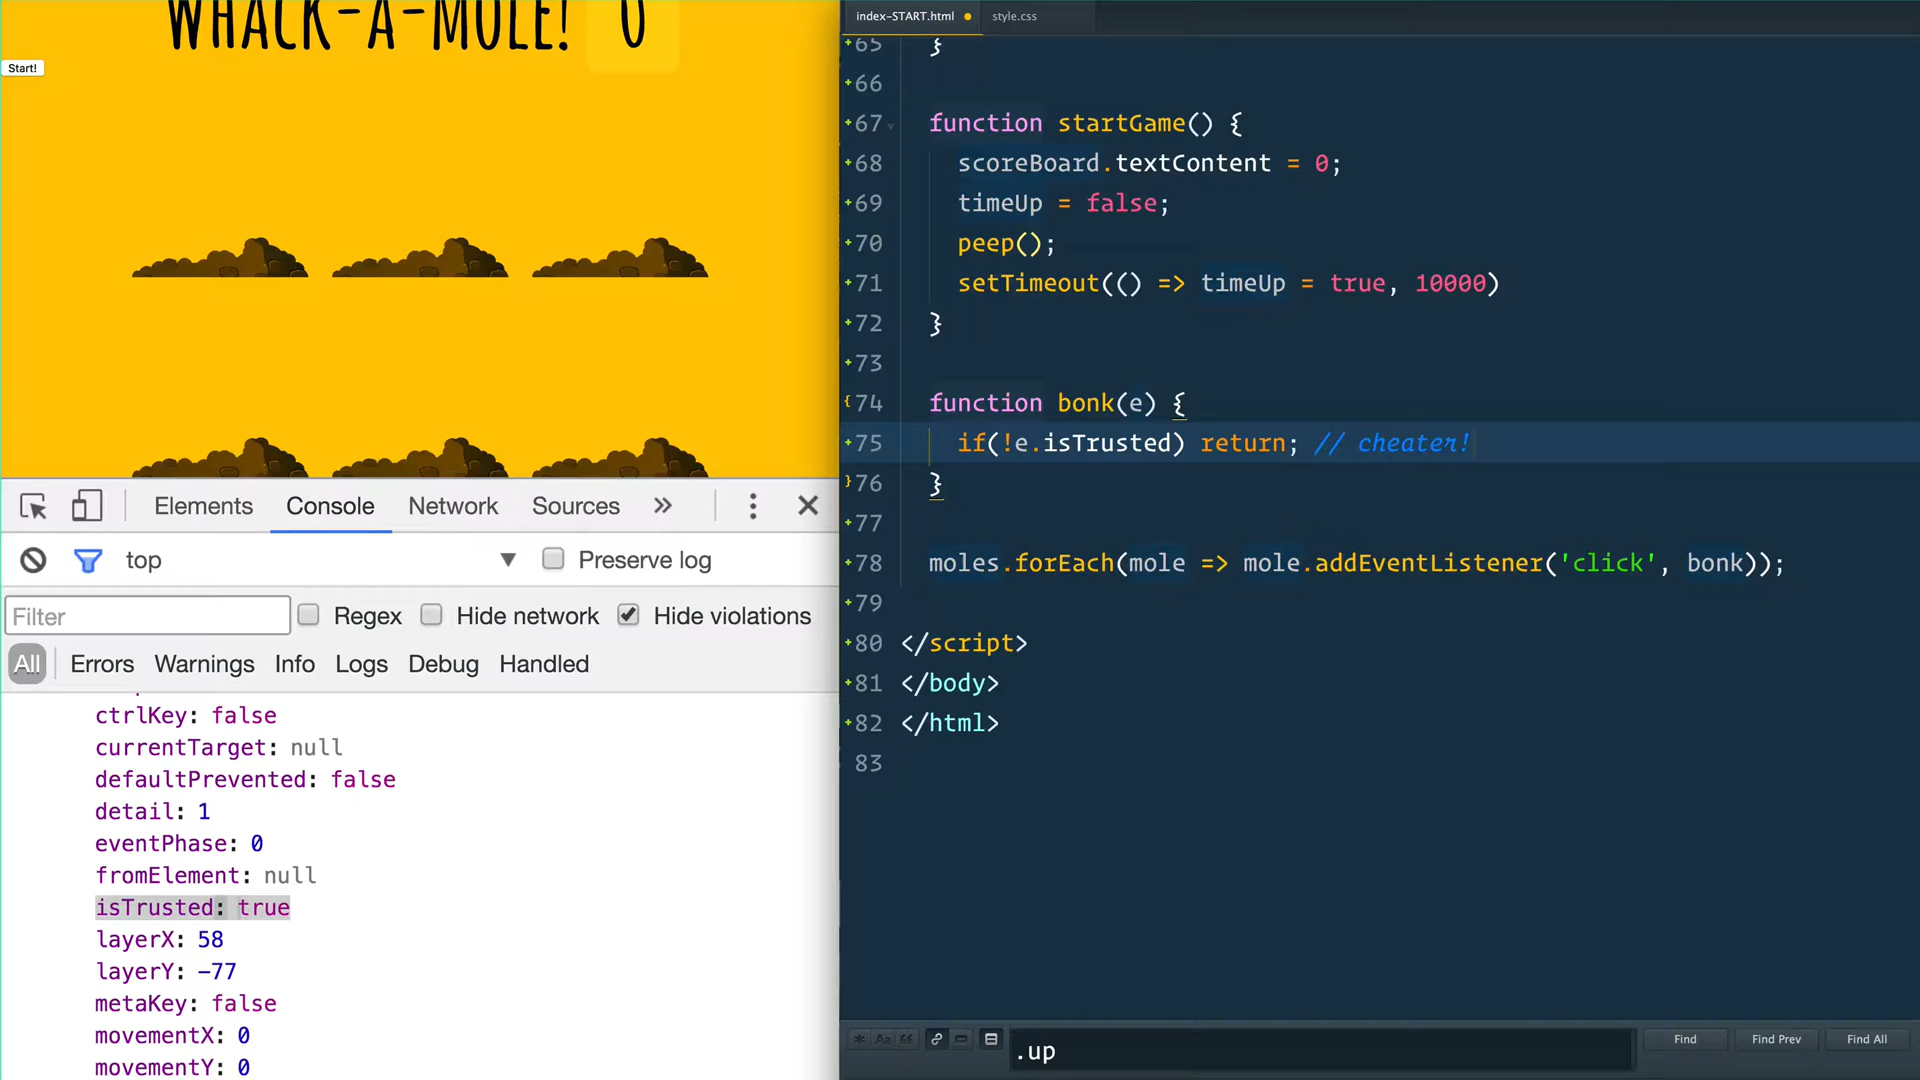 WHACK-A-MOLE! 0
Start!
Elements Console Network Sources
top Preserve log
Filter Regex Hide network Hide violations
All Errors Warnings Info Logs Debug Handled
ctrlKey: false
currentTarget: null
defaultPrevented: false
detail: 1
eventPhase: 0
fromElement: null
isTrusted: true
layerX: 58
layerY: -77
metaKey: false
movementX: 0
movementY: 0
index-START.html style.css
65 }
66
67 function startGame() {
68 scoreBoard.textContent = 0;
69 timeUp = false;
70 peep();
71 setTimeout(() => timeUp = true, 10000)
72 }
73
74 function bonk(e) {
75 if(!e.isTrusted) return; // cheater!
76 }
77
78 moles.forEach(mole => mole.addEventListener('click', bonk));
79
80 </script>
81 </body>
82 </html>
83
.* Aa “
.up Find Find Prev Find All